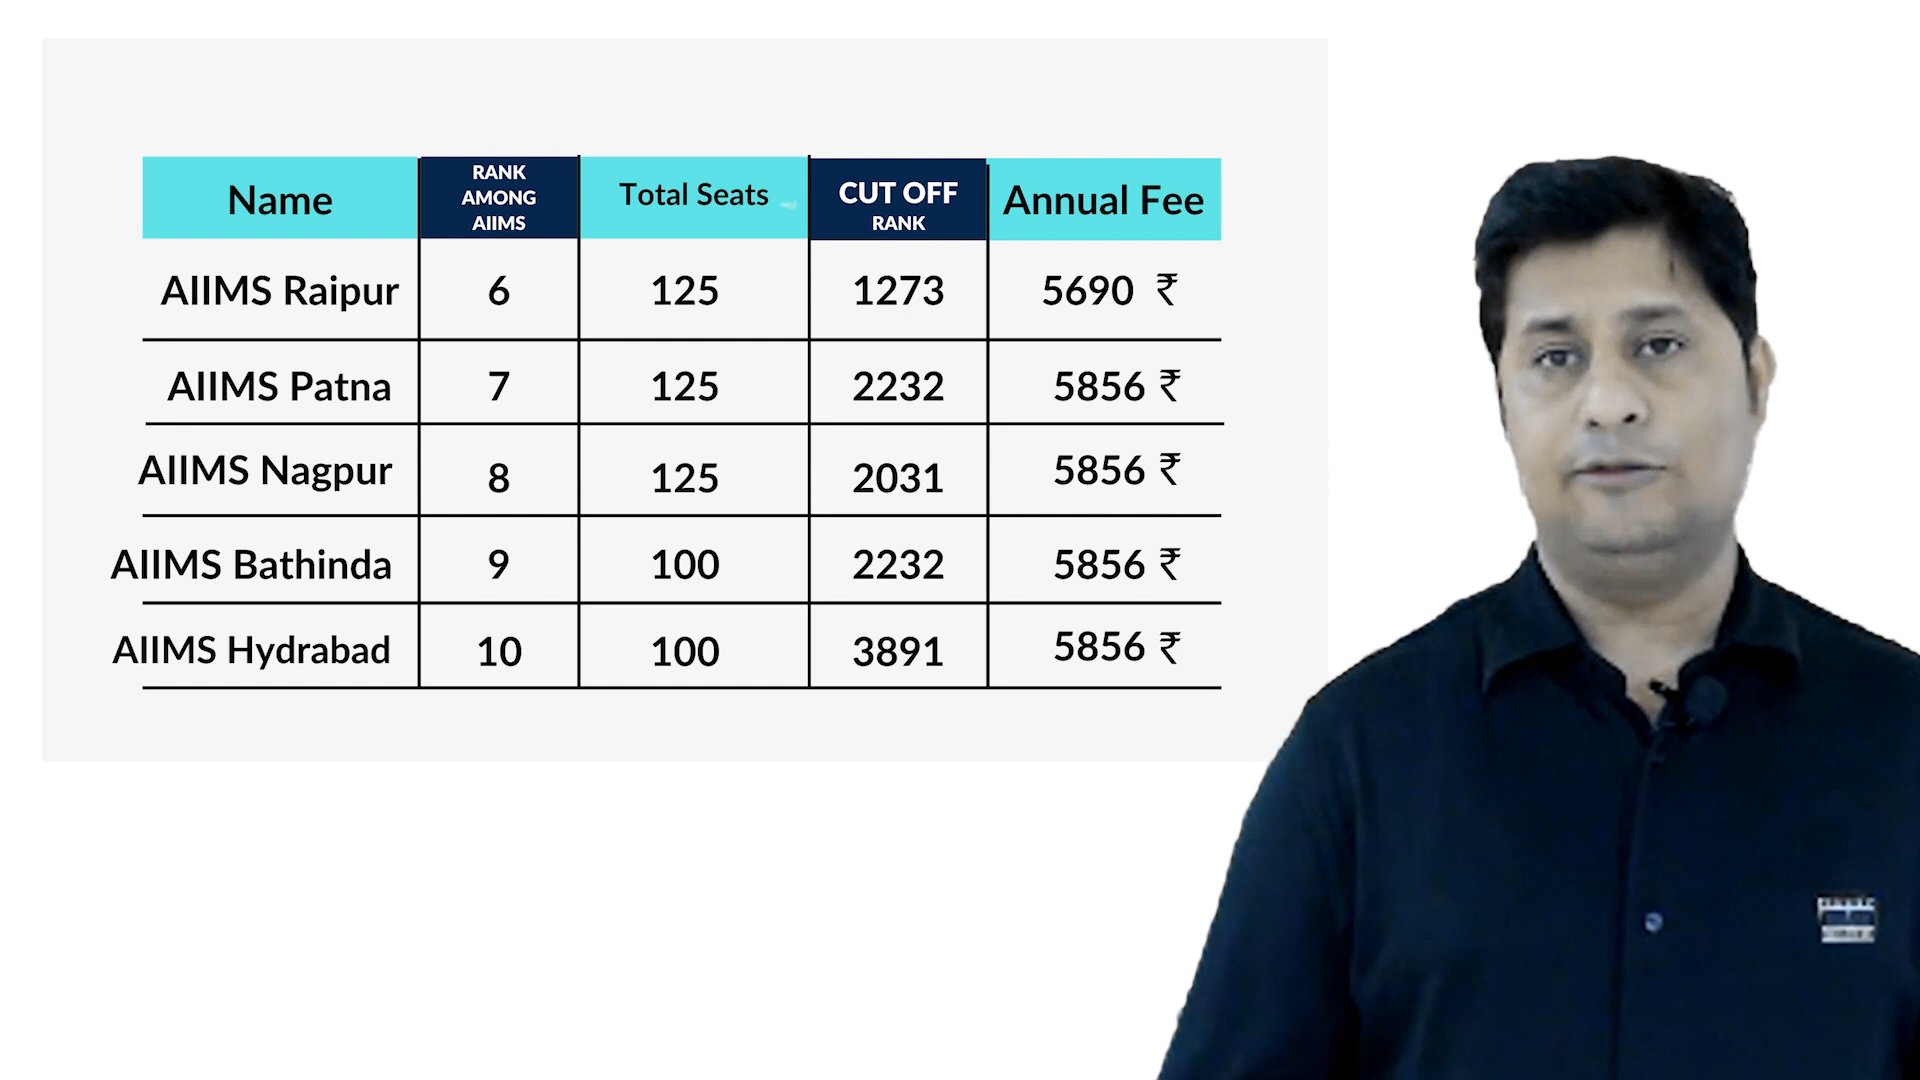 Name RANK AMONG AIIMS Total Seats CUT OFF RANK Annual Fee
AIIMS Raipur 6 125 1273 5690 ₹
AIIMS Patna 7 125 2232 5856 ₹
AIIMS Nagpur 8 125 2031 5856 ₹
AIIMS Bathinda 9 100 2232 5856 ₹
AIIMS Hydrabad 10 100 3891 5856 ₹